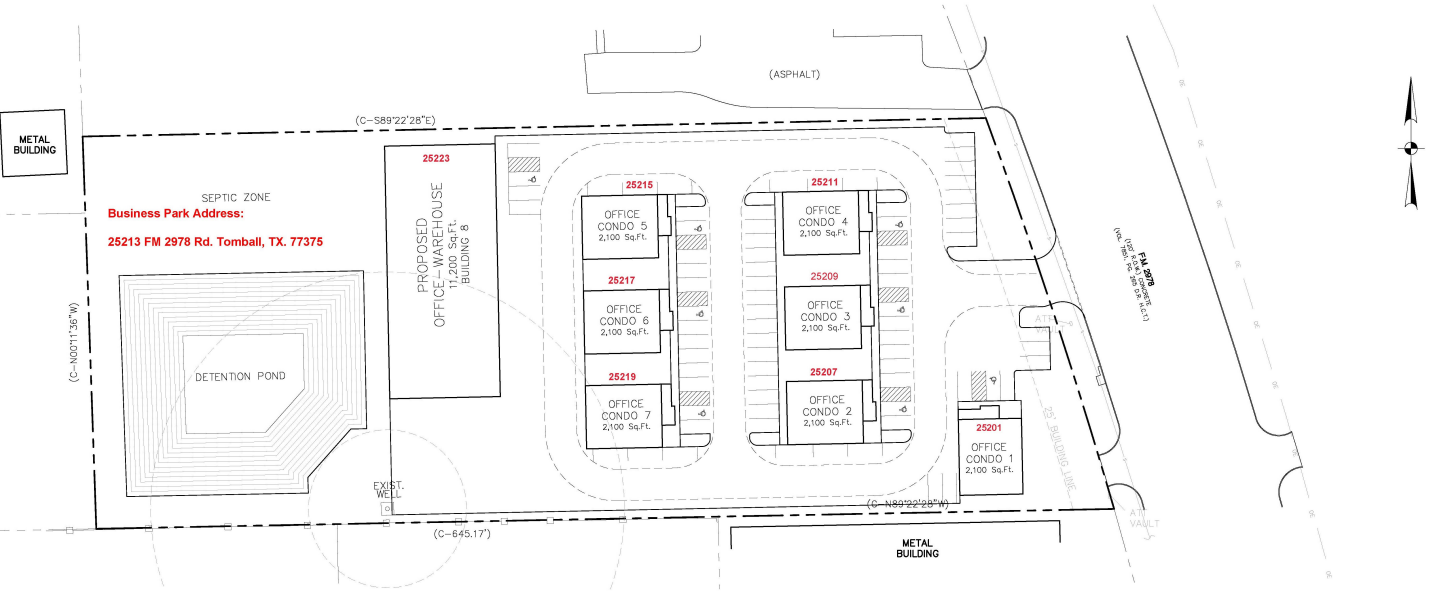 (ASPHALT)
(C-S89°22'28"E)
METAL
BUILDING
25223
SEPTIC ZONE
Business Park Address:
25213 FM 2978 Rd. Tomball, TX. 77375
PROPOSED
OFFICE-WAREHOUSE
11,200 Sq.Ft.
BUILDING 8
25215
OFFICE
CONDO 5
2,100 Sq.Ft.
25211
OFFICE
CONDO 4
2,100 Sq.Ft.
FM 2978
(120' R.O.W.) CONCRETE
25217
OFFICE
CONDO 6
2,100 Sq.Ft.
25209
OFFICE
CONDO 3
2,100 Sq.Ft.
(C-N00°11'36"W)
DETENTION POND
25219
OFFICE
CONDO 7
2,100 Sq.Ft.
25207
OFFICE
CONDO 2
2,100 Sq.Ft.
25201
OFFICE
CONDO 1
2,100 Sq.Ft.
25' BUILDING LINE
EXIST.
WELL
(C-N89°22'28"W)
(C-645.17')
VAULT
METAL
BUILDING